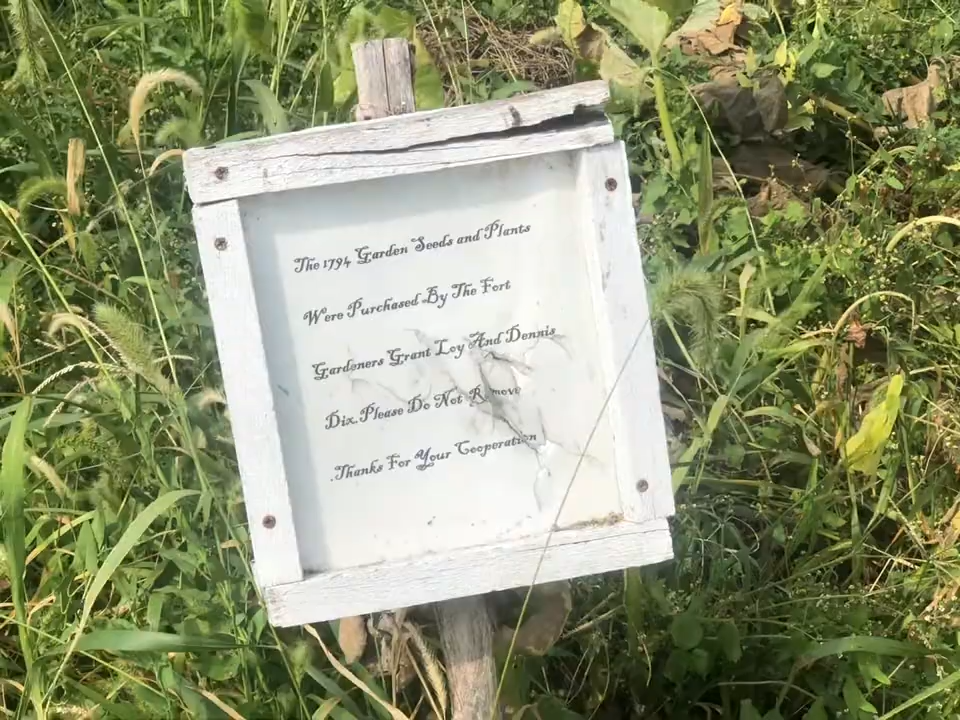 The 1794 Garden Seeds and Plants
Were Purchased By The Fort
Gardeners Grant Loy And Dennis
Dix. Please Do Not Remove
.Thanks For Your Cooperation